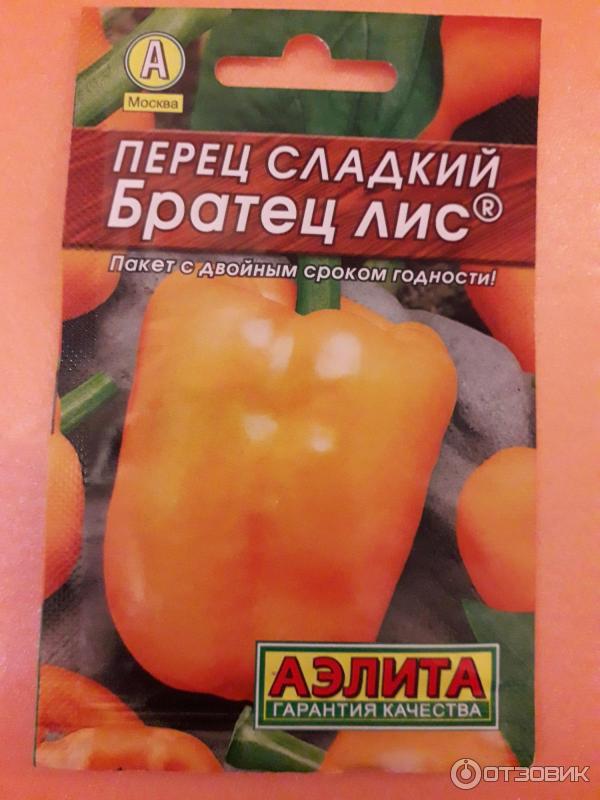 А
Москва
ПЕРЕЦ СЛАДКИЙ
Братец лис®
Пакет с двойным сроком годности!
АЭЛИТА
ГАРАНТИЯ КАЧЕСТВА
ОТЗОВИК